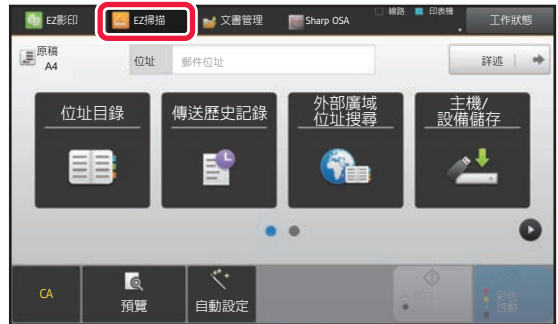 EZ影印
EZ掃描
文書管理
Sharp OSA
線路
印表機
工作狀態
原稿
A4
位址
郵件位址
詳述
位址目錄
傳送歷史記錄
外部廣域
位址搜尋
主機/
設備儲存
CA
預覽
自動設定
彩色
自動